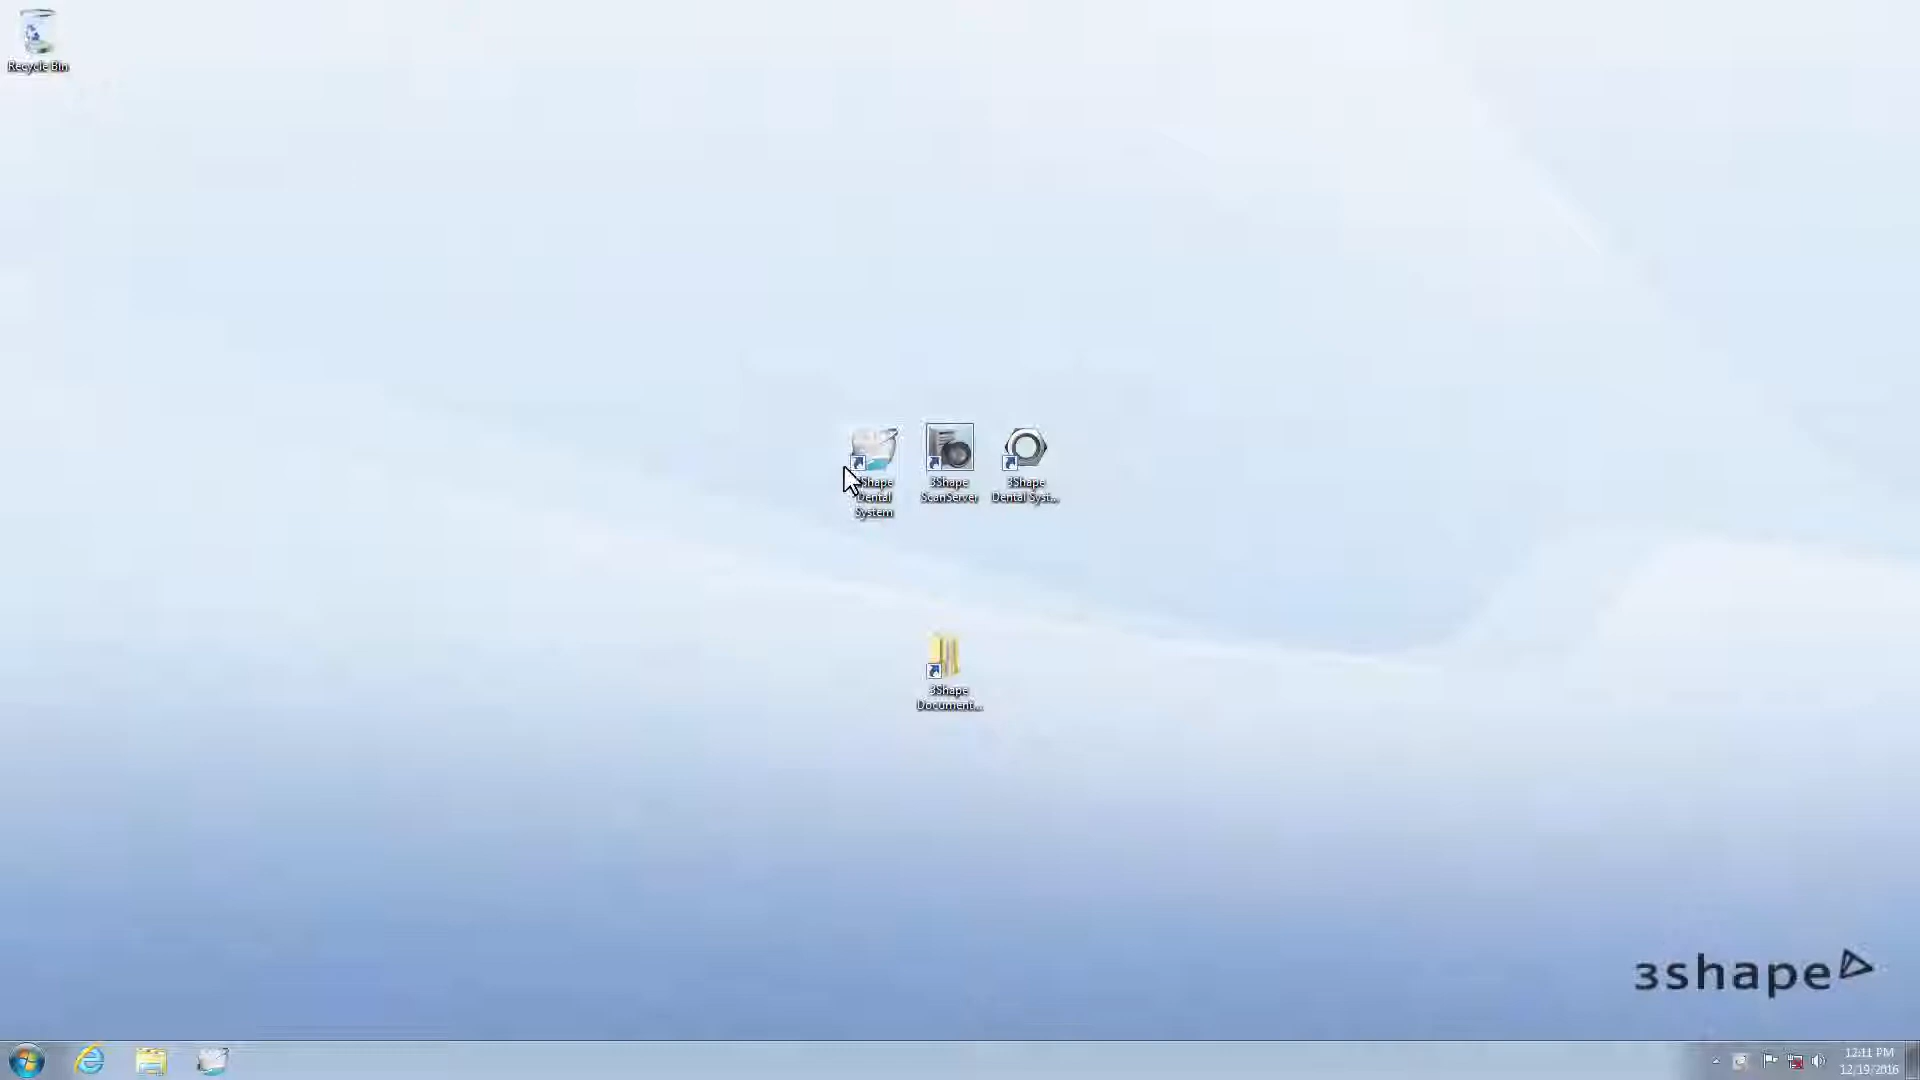 Recycle Bin
3Shape
Dental
System
3Shape
ScanServer
3Shape
Dental Syst...
3Shape
Document...
3shape
12:11 PM
12/19/2016